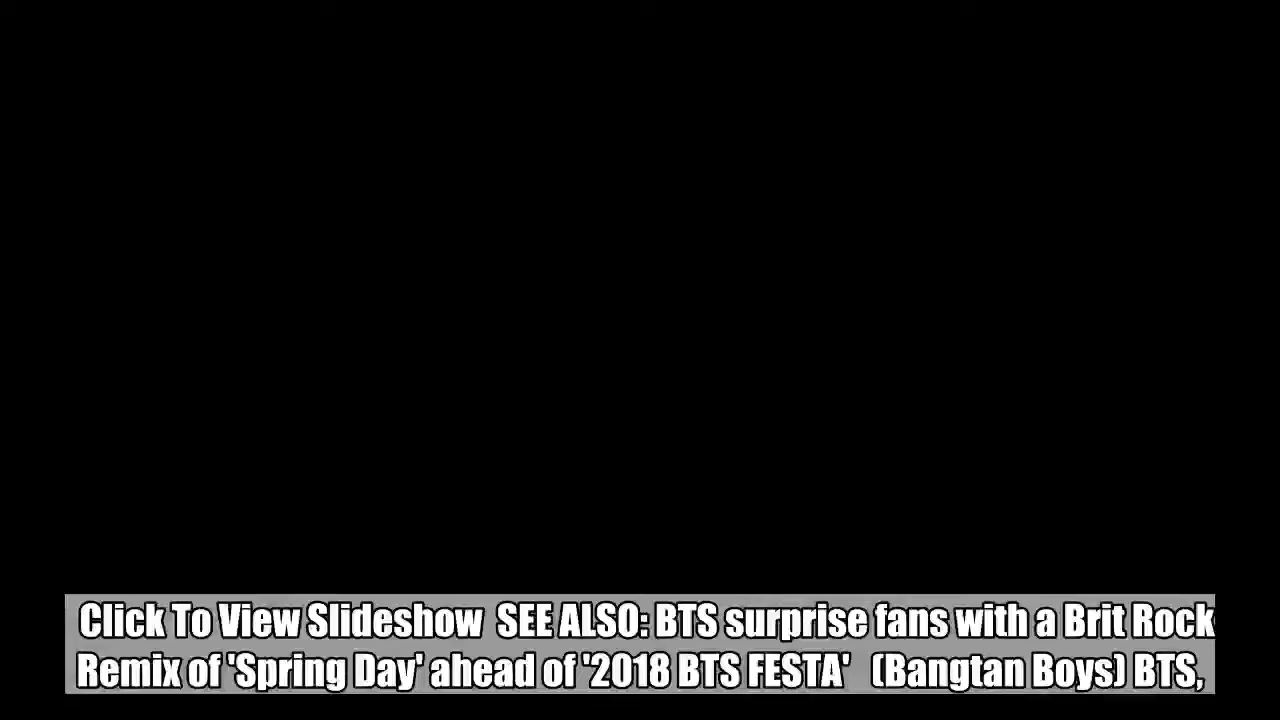 Click To View Slideshow SEE ALSO: BTS surprise fans with a Brit Rock
Remix of 'Spring Day' ahead of '2018 BTS FESTA' (Bangtan Boys) BTS,